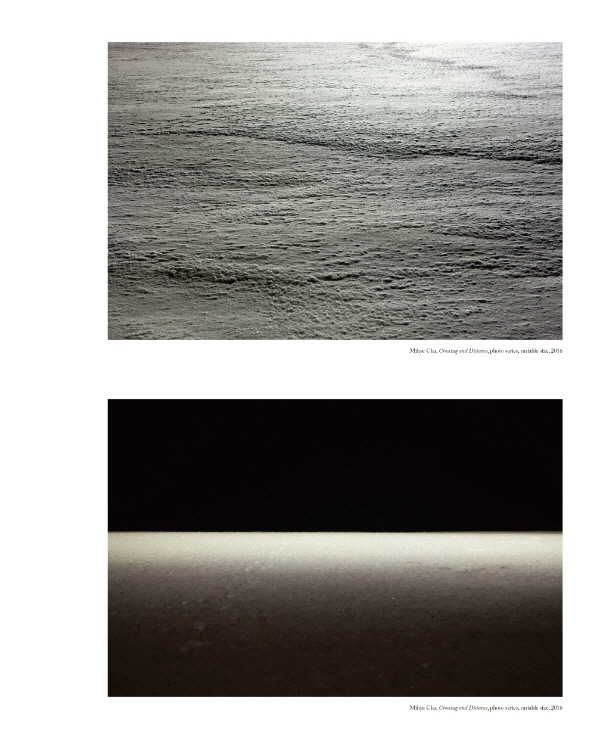 Mihye Cha, Crossing and Distance, photo series, variable size, 2016
Mihye Cha, Crossing and Distance, photo series, variable size, 2016